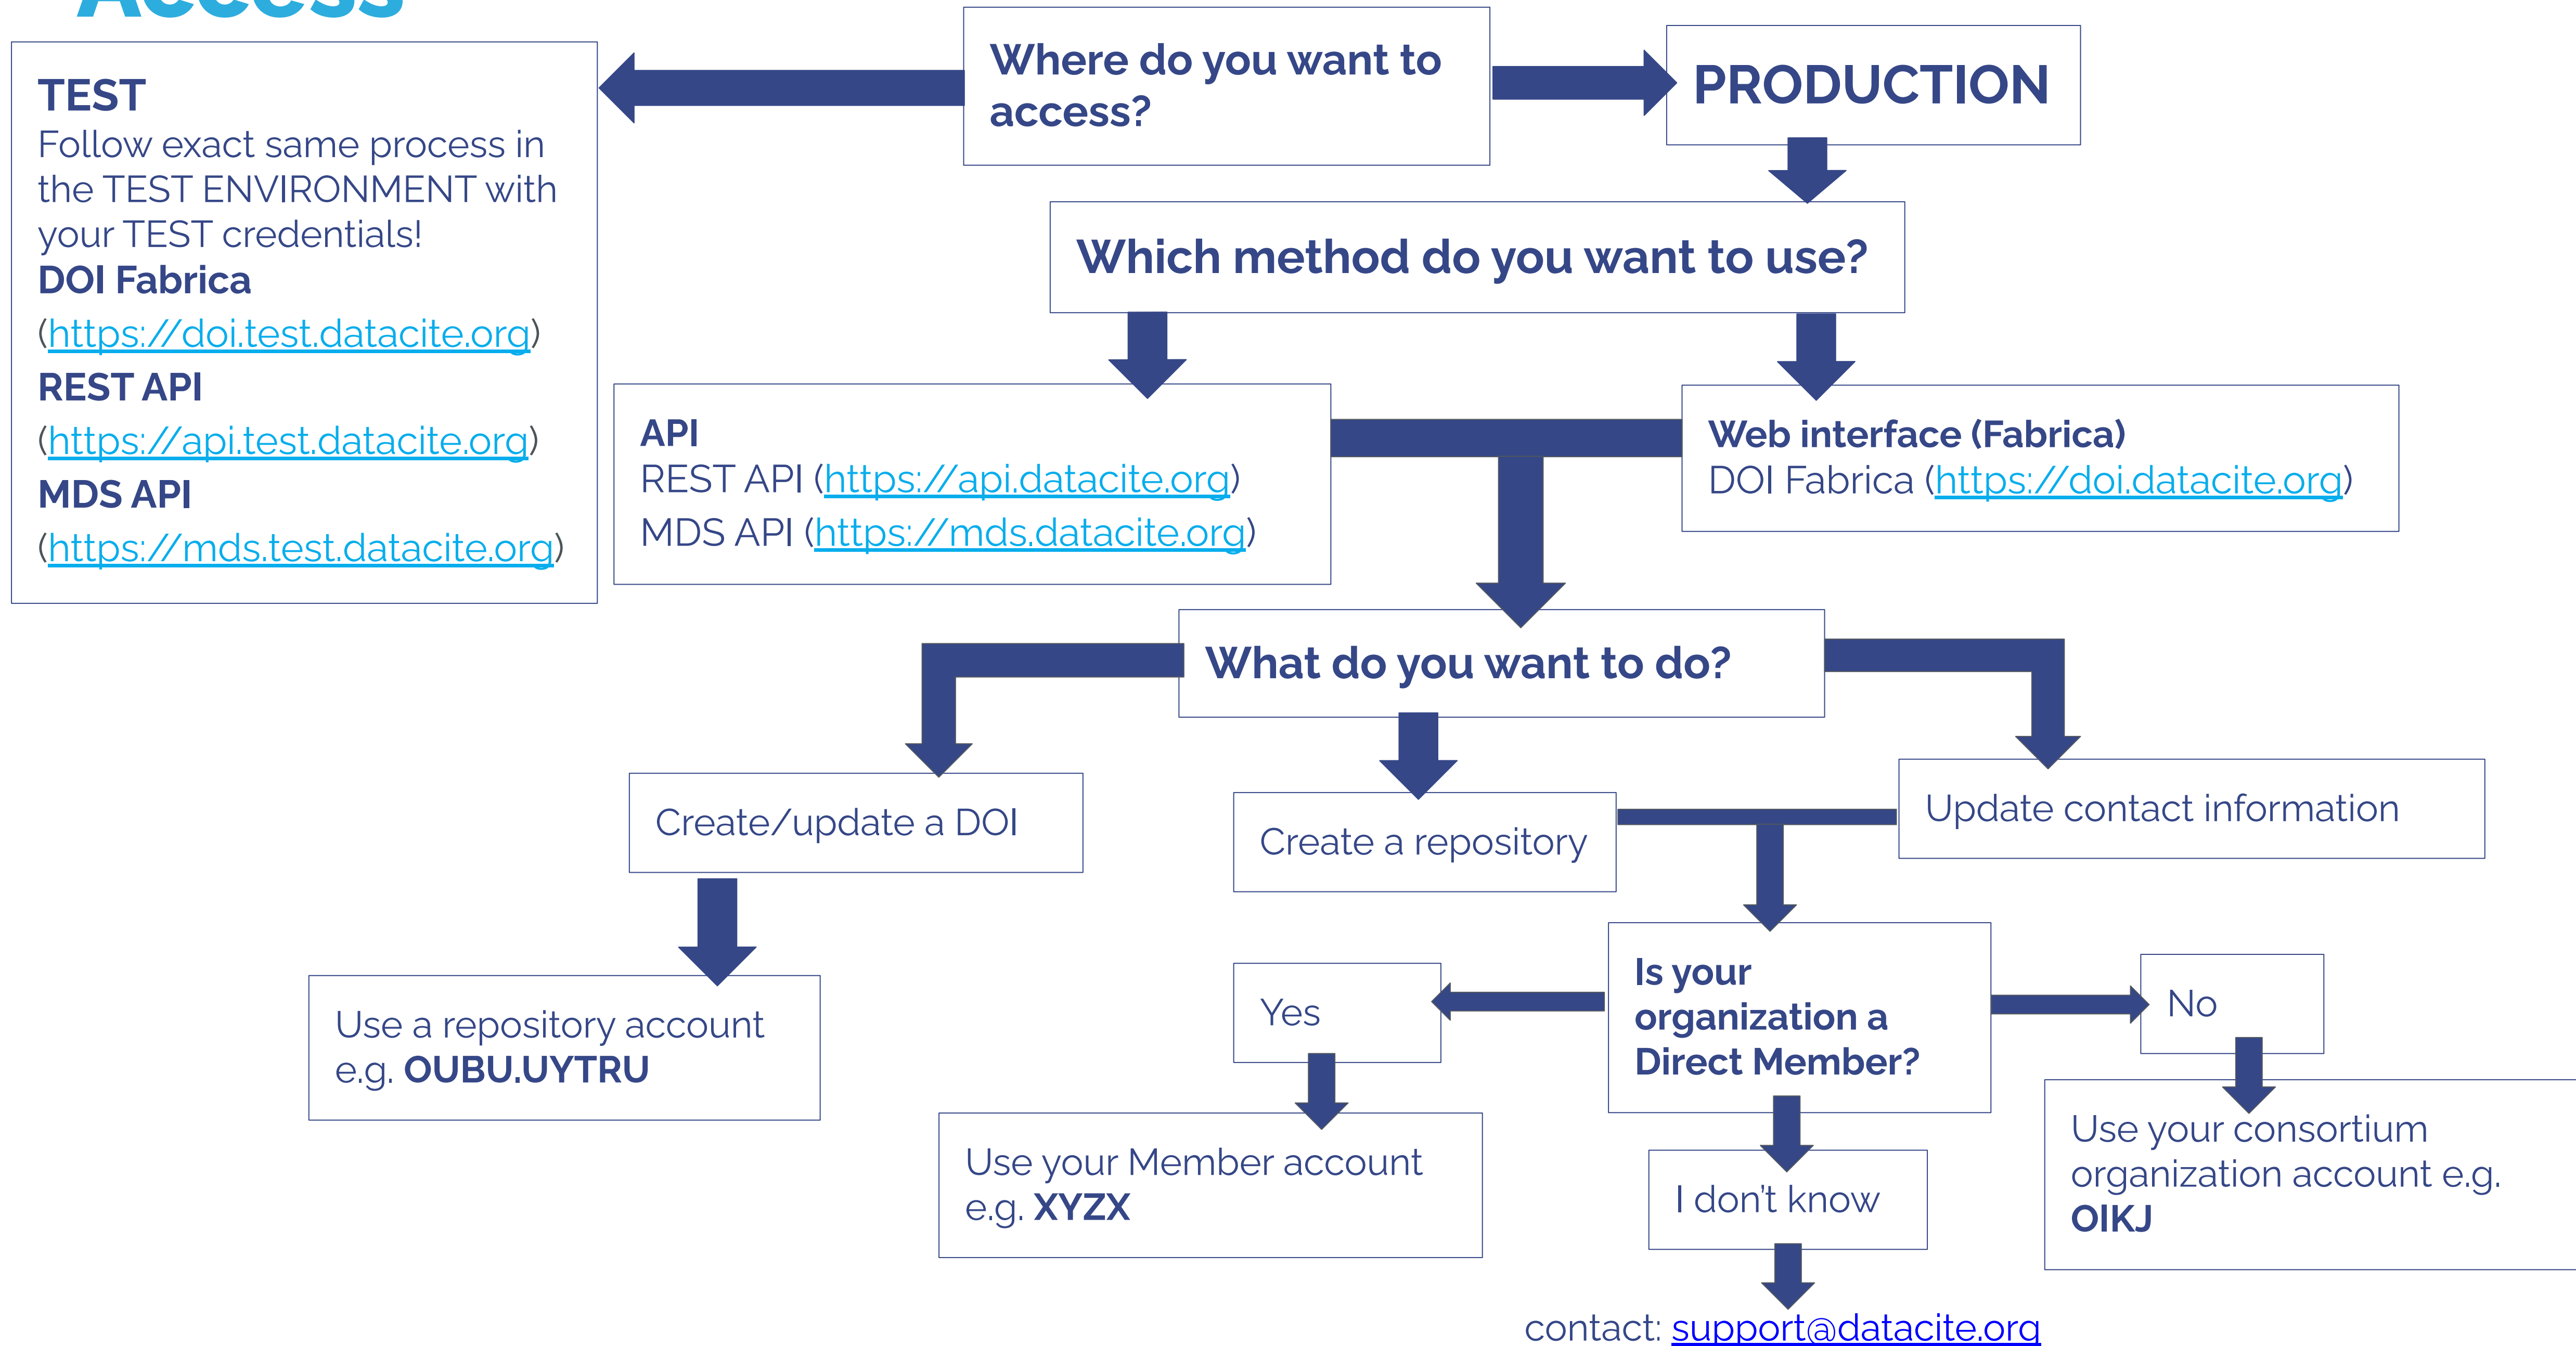 Access
Where do you want to
access?
PRODUCTION
TEST
Follow exact same process in
the TEST ENVIRONMENT with
your TEST credentials!
DOI Fabrica
(https://doi.test.datacite.org)
REST API
(https://api.test.datacite.org)
MDS API
(https://mds.test.datacite.org)
Which method do you want to use?
API
REST API (https://api.datacite.org)
MDS API (https://mds.datacite.org)
Web interface (Fabrica)
DOI Fabrica (https://doi.datacite.org)
What do you want to do?
Create/update a DOI
Create a repository
Update contact information
Use a repository account
e.g. OUBU.UYTRU
Is your
organization a
Direct Member?
Yes
No
Use your Member account
e.g. XYZX
I don't know
Use your consortium
organization account e.g.
OIKJ
contact: support@datacite.org